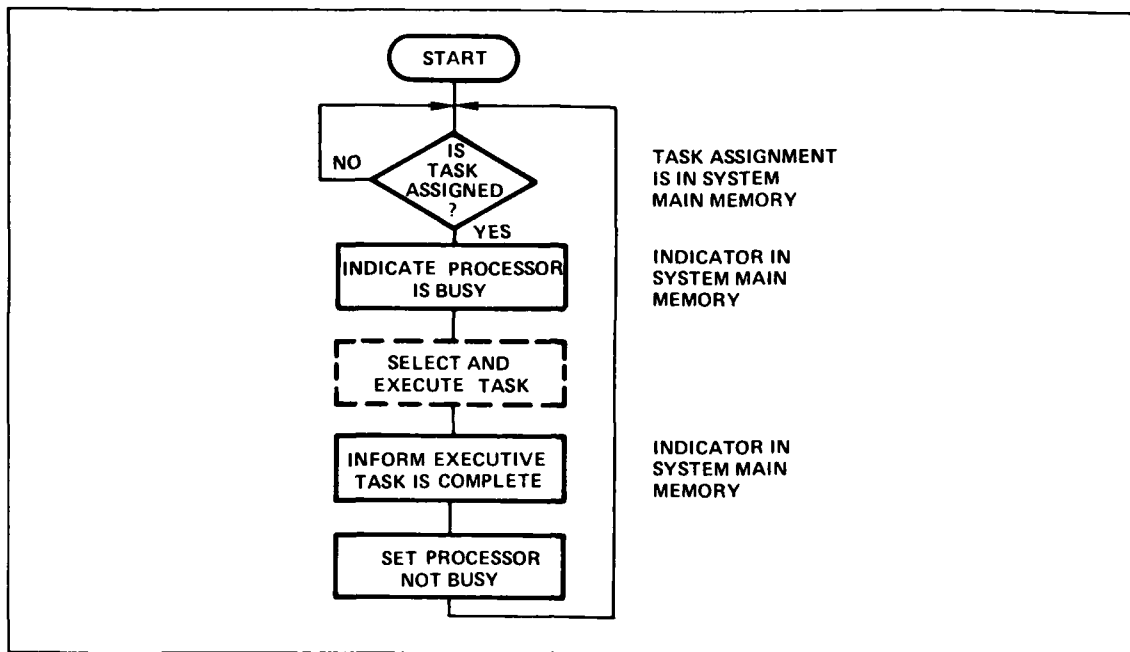 START
NO
IS
TASK
ASSIGNED
?
YES
TASK ASSIGNMENT
IS IN SYSTEM
MAIN MEMORY
INDICATE PROCESSOR
IS BUSY
INDICATOR IN
SYSTEM MAIN
MEMORY
SELECT AND
EXECUTE TASK
INFORM EXECUTIVE
TASK IS COMPLETE
INDICATOR IN
SYSTEM MAIN
MEMORY
SET PROCESSOR
NOT BUSY